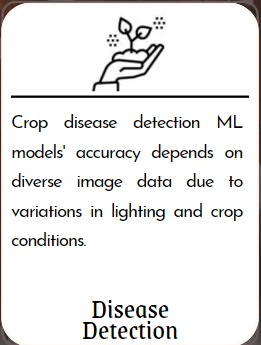 Crop disease detection ML
models' accuracy depends on
diverse image data due to
variations in lighting and crop
conditions.
Disease
Detection